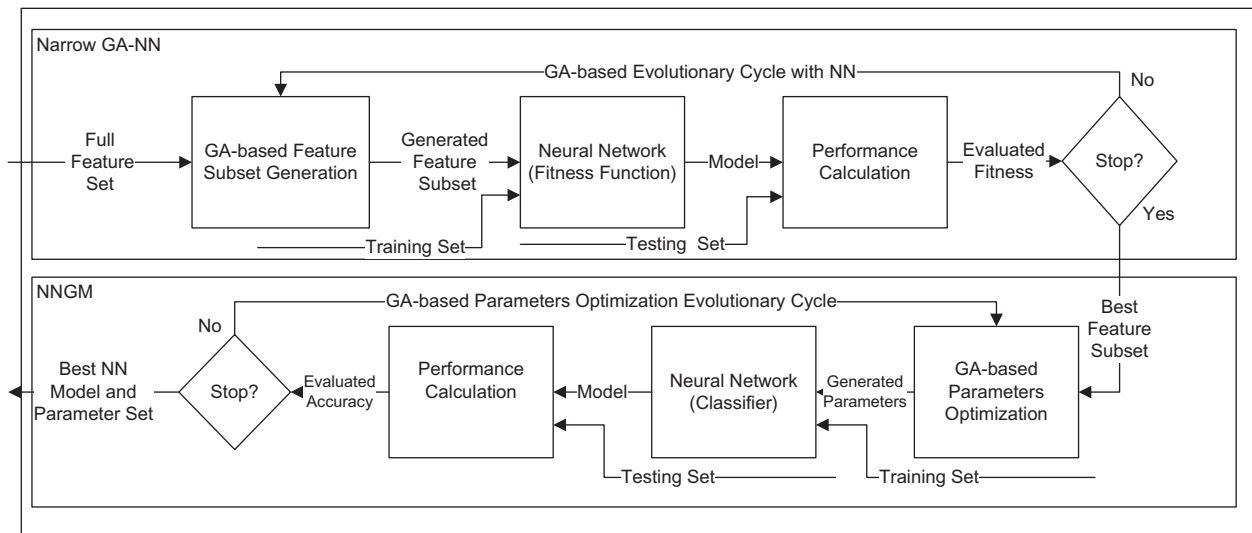 Narrow GA-NN
GA-based Evolutionary Cycle with NN
No
Full
Feature
Set
GA-based Feature
Subset Generation
Generated
Feature
Subset
Neural Network
(Fitness Function)
Model
Performance
Calculation
Evaluated
Fitness
Stop?
Yes
Training Set
Testing Set
NNGM
GA-based Parameters Optimization Evolutionary Cycle
No
Best
Feature
Subset
Best NN
Model and
Parameter Set
Stop?
Evaluated
Accuracy
Performance
Calculation
Model
Neural Network
(Classifier)
Generated
Parameters
GA-based
Parameters
Optimization
Testing Set
Training Set